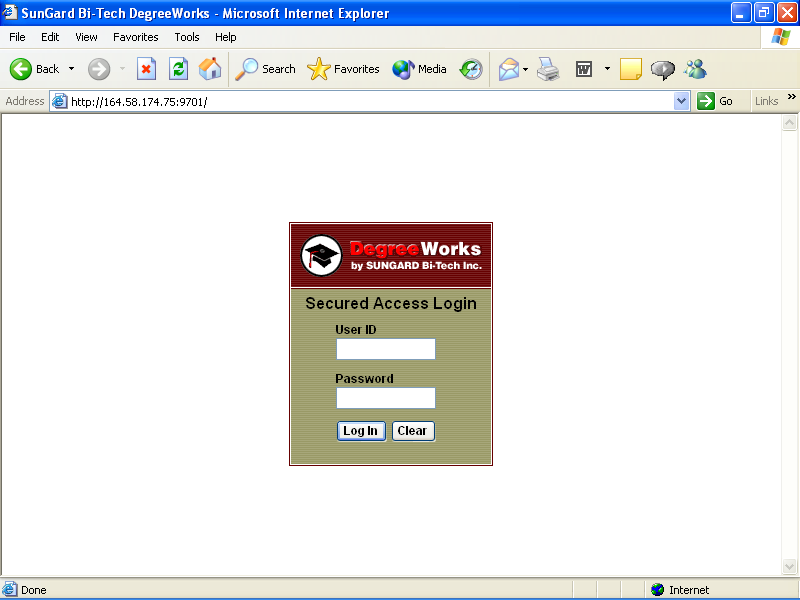 SunGard Bi-Tech DegreeWorks - Microsoft Internet Explorer
File Edit View Favorites Tools Help
Back Search Favorites Media
Address http://164.58.174.75:9701/ Go Links »
DegreeWorks
by SUNGARD Bi-Tech Inc.
Secured Access Login
User ID
Password
Log In Clear
Done Internet